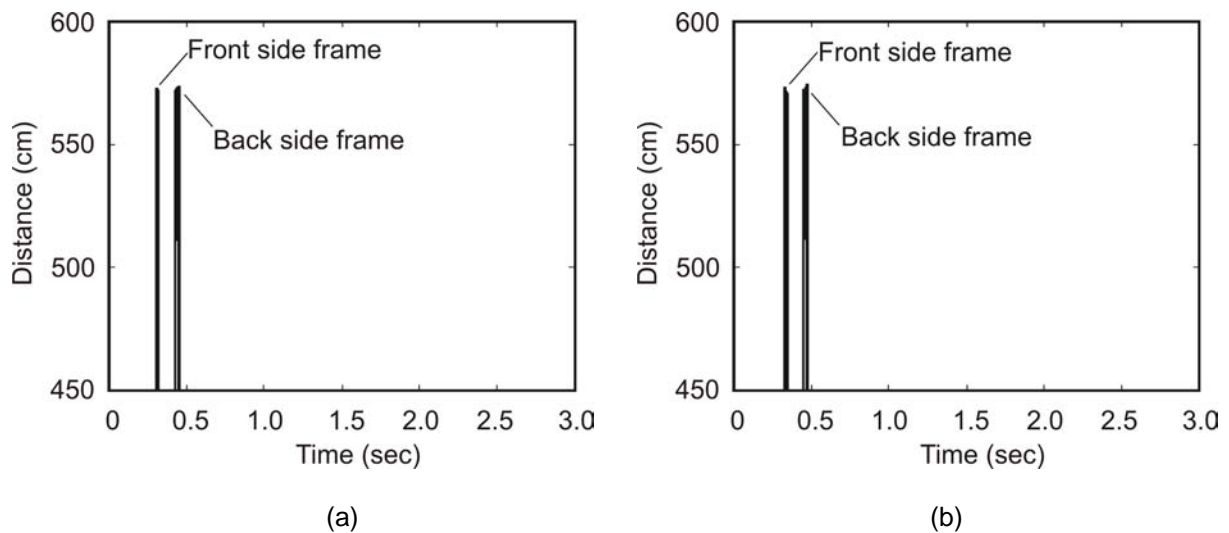 600
Front side frame
550
Back side frame
Distance (cm)
500
450
0 0.5 1.0 1.5 2.0 2.5 3.0
Time (sec)
(a)
600
Front side frame
550
Back side frame
Distance (cm)
500
450
0 0.5 1.0 1.5 2.0 2.5 3.0
Time (sec)
(b)